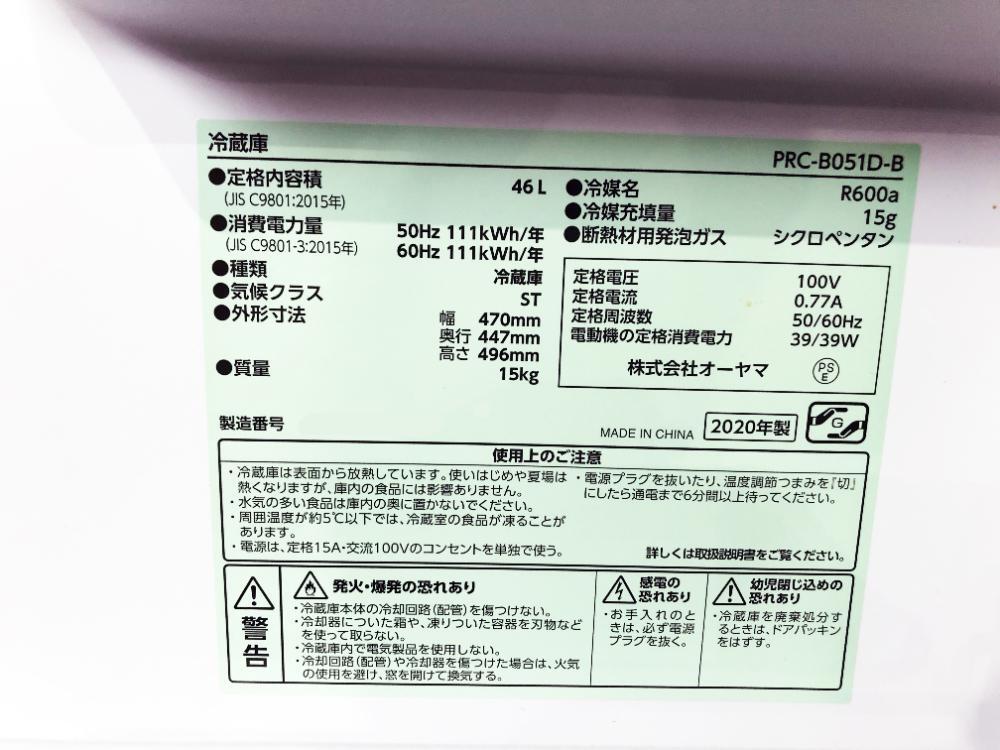 冷蔵庫
PRC-B051D-B
●定格内容積 46 L
(JIS C9801:2015年)
●消費電力量 50Hz 111kWh/年
(JIS C9801-3:2015年) 60Hz 111kWh/年
●種類 冷蔵庫
●気候クラス ST
●外形寸法 幅 470mm
奥行 447mm
高さ 496mm
●質量 15kg
●冷媒名 R600a
●冷媒充填量 15g
●断熱材用発泡ガス シクロペンタン
定格電圧 100V
定格電流 0.77A
定格周波数 50/60Hz
電動機の定格消費電力 39/39W
株式会社オーヤマ PS E
製造番号
MADE IN CHINA 2020年製 G
使用上のご注意
・冷蔵庫は表面から放熱しています。使いはじめや夏場は
熱くなりますが、庫内の食品には影響ありません。
・水気の多い食品は庫内の奥に置かないでください。
・周囲温度が約5℃以下では、冷蔵室の食品が凍ることが
あります。
・電源は、定格15A・交流100Vのコンセントを単独で使う。
・電源プラグを抜いたり、温度調節つまみを『切』
にしたら通電まで6分間以上待ってください。
詳しくは取扱説明書をご覧ください。
警告
発火・爆発の恐れあり
・冷蔵庫本体の冷却回路(配管)を傷つけない。
・冷却器についた霜や、凍りついた容器を刃物など
を使って取らない。
・冷蔵庫内で電気製品を使用しない。
・冷却回路(配管)や冷却器を傷つけた場合は、火気
の使用を避け、窓を開けて換気する。
感電の
恐れあり
・お手入れのと
きは、必ず電源
プラグを抜く。
幼児閉じ込めの
恐れあり
・冷蔵庫を廃棄処分す
るときは、ドアパッキン
をはずす。